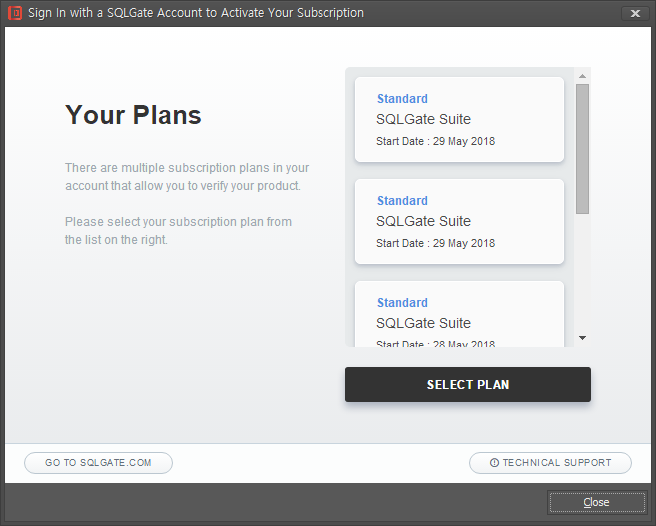 Sign In with a SQLGate Account to Activate Your Subscription
Your Plans
There are multiple subscription plans in your
account that allow you to verify your product.
Please select your subscription plan from
the list on the right.
Standard
SQLGate Suite
Start Date : 29 May 2018
Standard
SQLGate Suite
Start Date : 29 May 2018
Standard
SQLGate Suite
Start Date : 28 May 2018
SELECT PLAN
GO TO SQLGATE.COM
TECHNICAL SUPPORT
Close